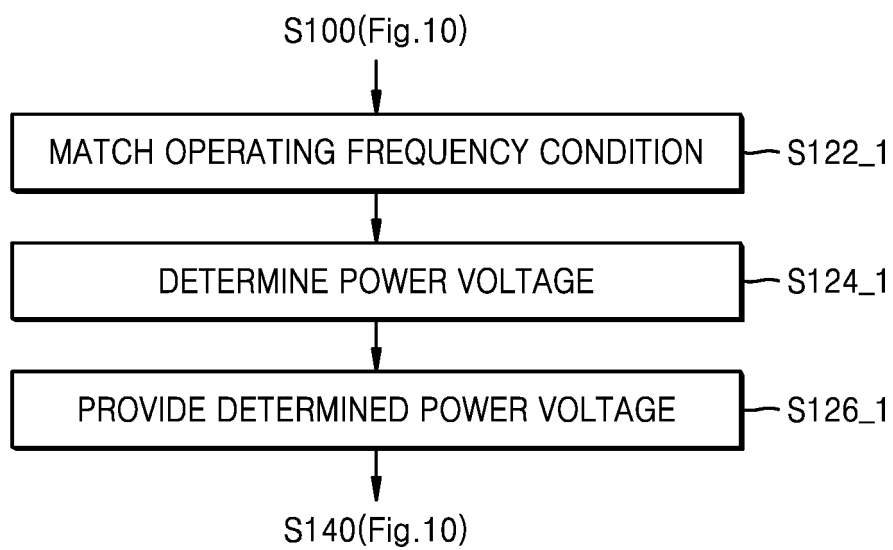 S100(Fig.10)
MATCH OPERATING FREQUENCY CONDITION
S122_1
DETERMINE POWER VOLTAGE
S124_1
PROVIDE DETERMINED POWER VOLTAGE
S126_1
S140(Fig.10)